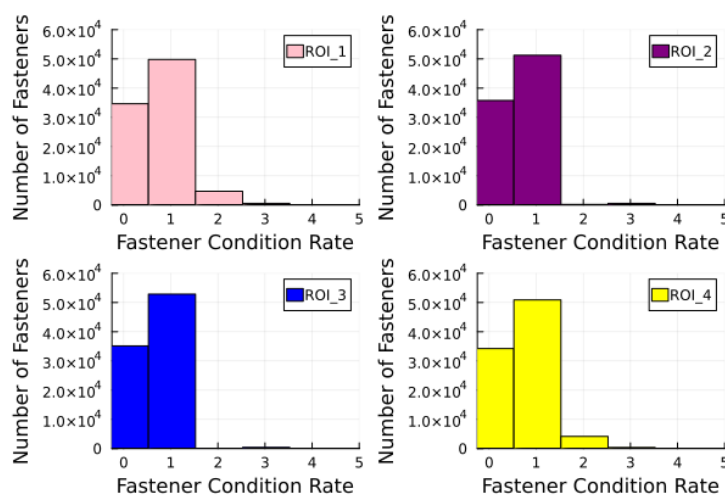 Number of Fasteners
6.0×10⁴
5.0×10⁴
4.0×10⁴
3.0×10⁴
2.0×10⁴
1.0×10⁴
0
ROI_1
0 1 2 3 4 5
Fastener Condition Rate
Number of Fasteners
6.0×10⁴
5.0×10⁴
4.0×10⁴
3.0×10⁴
2.0×10⁴
1.0×10⁴
0
ROI_2
0 1 2 3 4 5
Fastener Condition Rate
Number of Fasteners
6.0×10⁴
5.0×10⁴
4.0×10⁴
3.0×10⁴
2.0×10⁴
1.0×10⁴
0
ROI_3
0 1 2 3 4 5
Fastener Condition Rate
Number of Fasteners
6.0×10⁴
5.0×10⁴
4.0×10⁴
3.0×10⁴
2.0×10⁴
1.0×10⁴
0
ROI_4
0 1 2 3 4 5
Fastener Condition Rate